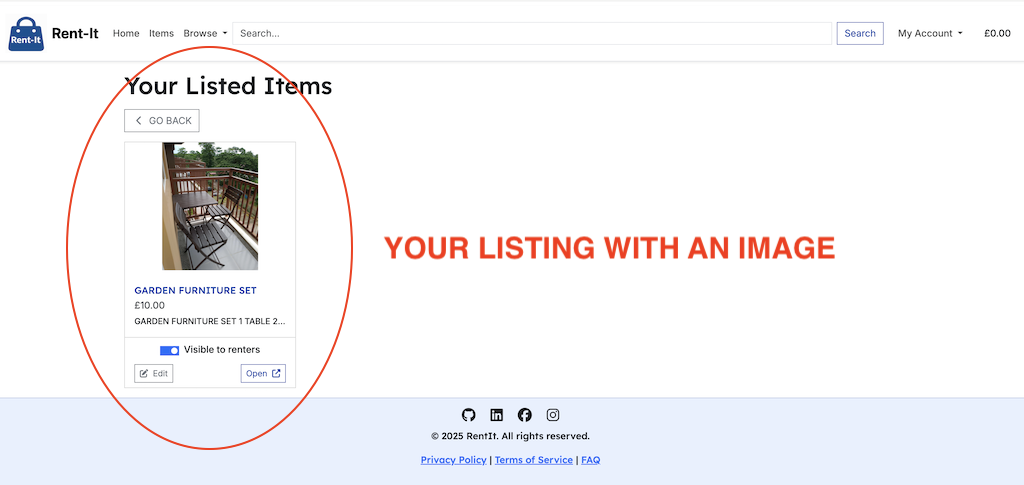 Rent-It
Rent-It Home Items Browse Search... Search My Account £0.00
Your Listed Items
GO BACK
YOUR LISTING WITH AN IMAGE
GARDEN FURNITURE SET
£10.00
GARDEN FURNITURE SET 1 TABLE 2...
Visible to renters
Edit Open
© 2025 RentIt. All rights reserved.
Privacy Policy | Terms of Service | FAQ